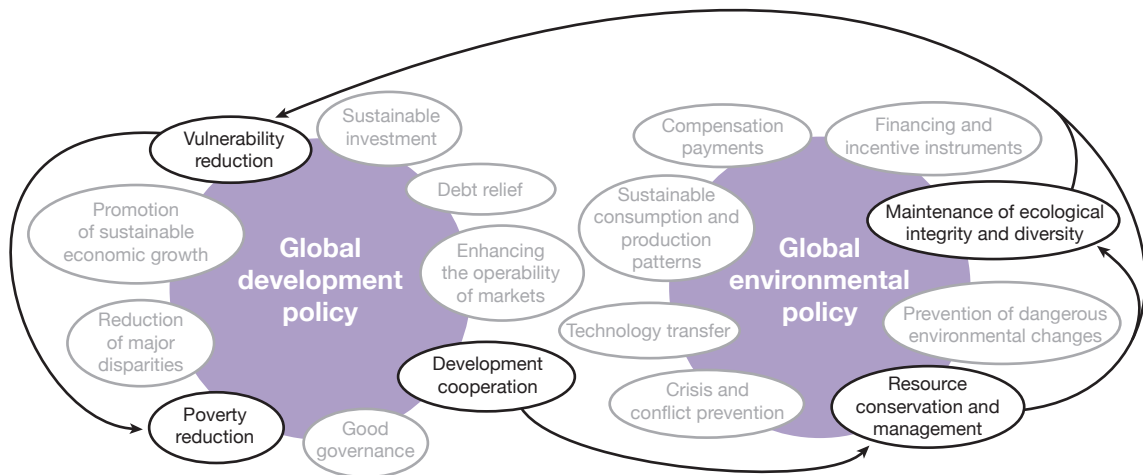 Vulnerability
reduction
Sustainable
investment
Debt relief
Promotion
of sustainable
economic growth
Global
development
policy
Enhancing
the operability
of markets
Reduction
of major
disparities
Development
cooperation
Poverty
reduction
Good
governance
Compensation
payments
Financing and
incentive instruments
Sustainable
consumption and
production
patterns
Maintenance of ecological
integrity and diversity
Global
environmental
policy
Technology transfer
Prevention of dangerous
environmental changes
Crisis and
conflict prevention
Resource
conservation and
management